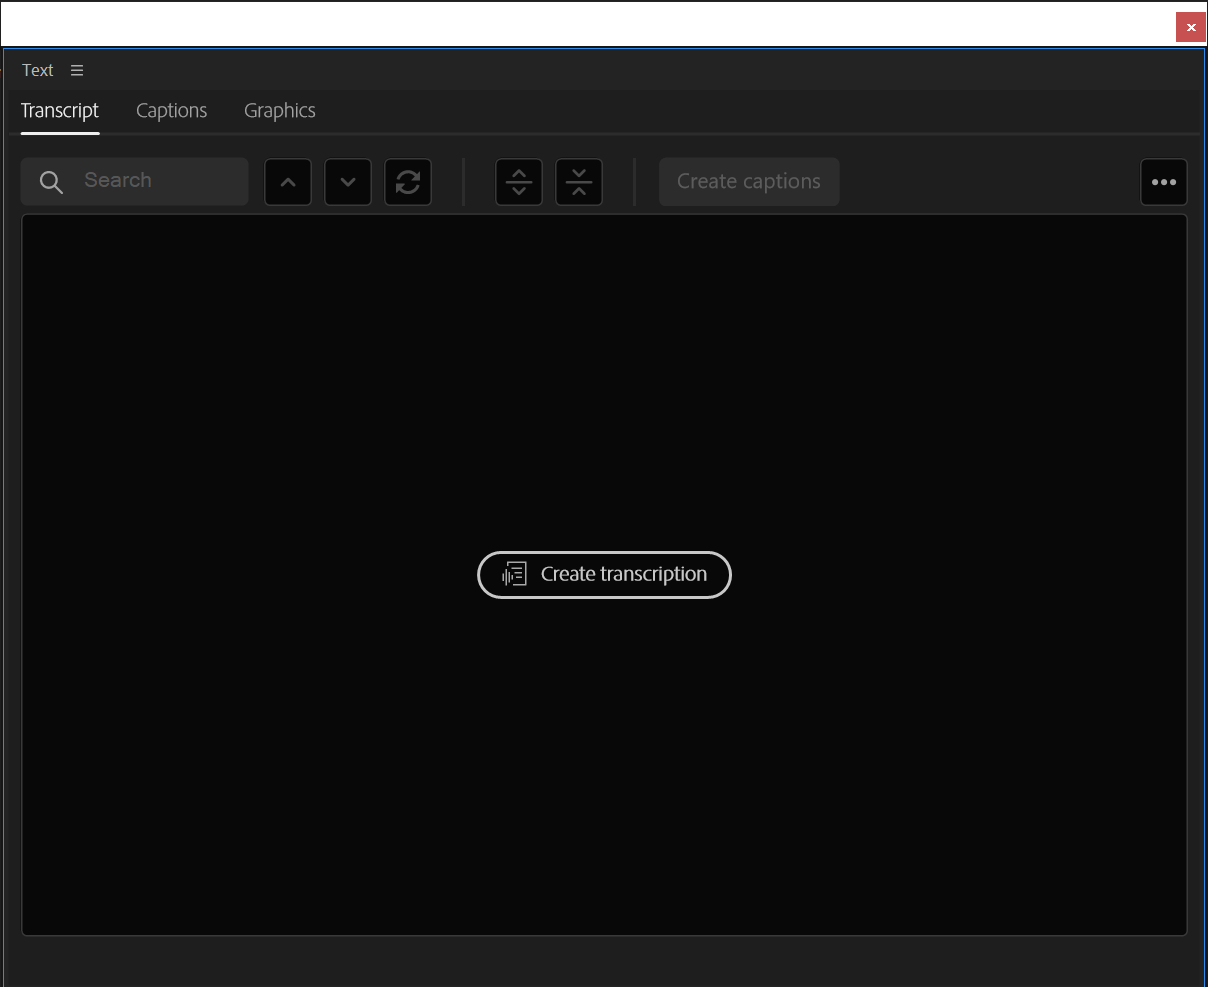 Text
Transcript Captions Graphics
Search Create captions
Create transcription